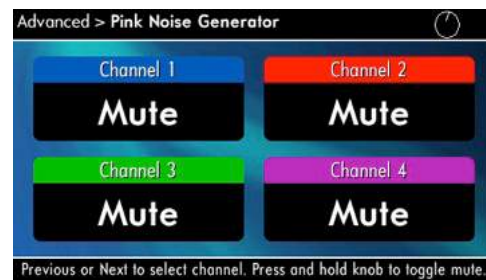 Advanced > Pink Noise Generator
Channel 1
Channel 2
Mute
Mute
Channel 3
Channel 4
Mute
Mute
Previous or Next to select channel. Press and hold knob to toggle mute.